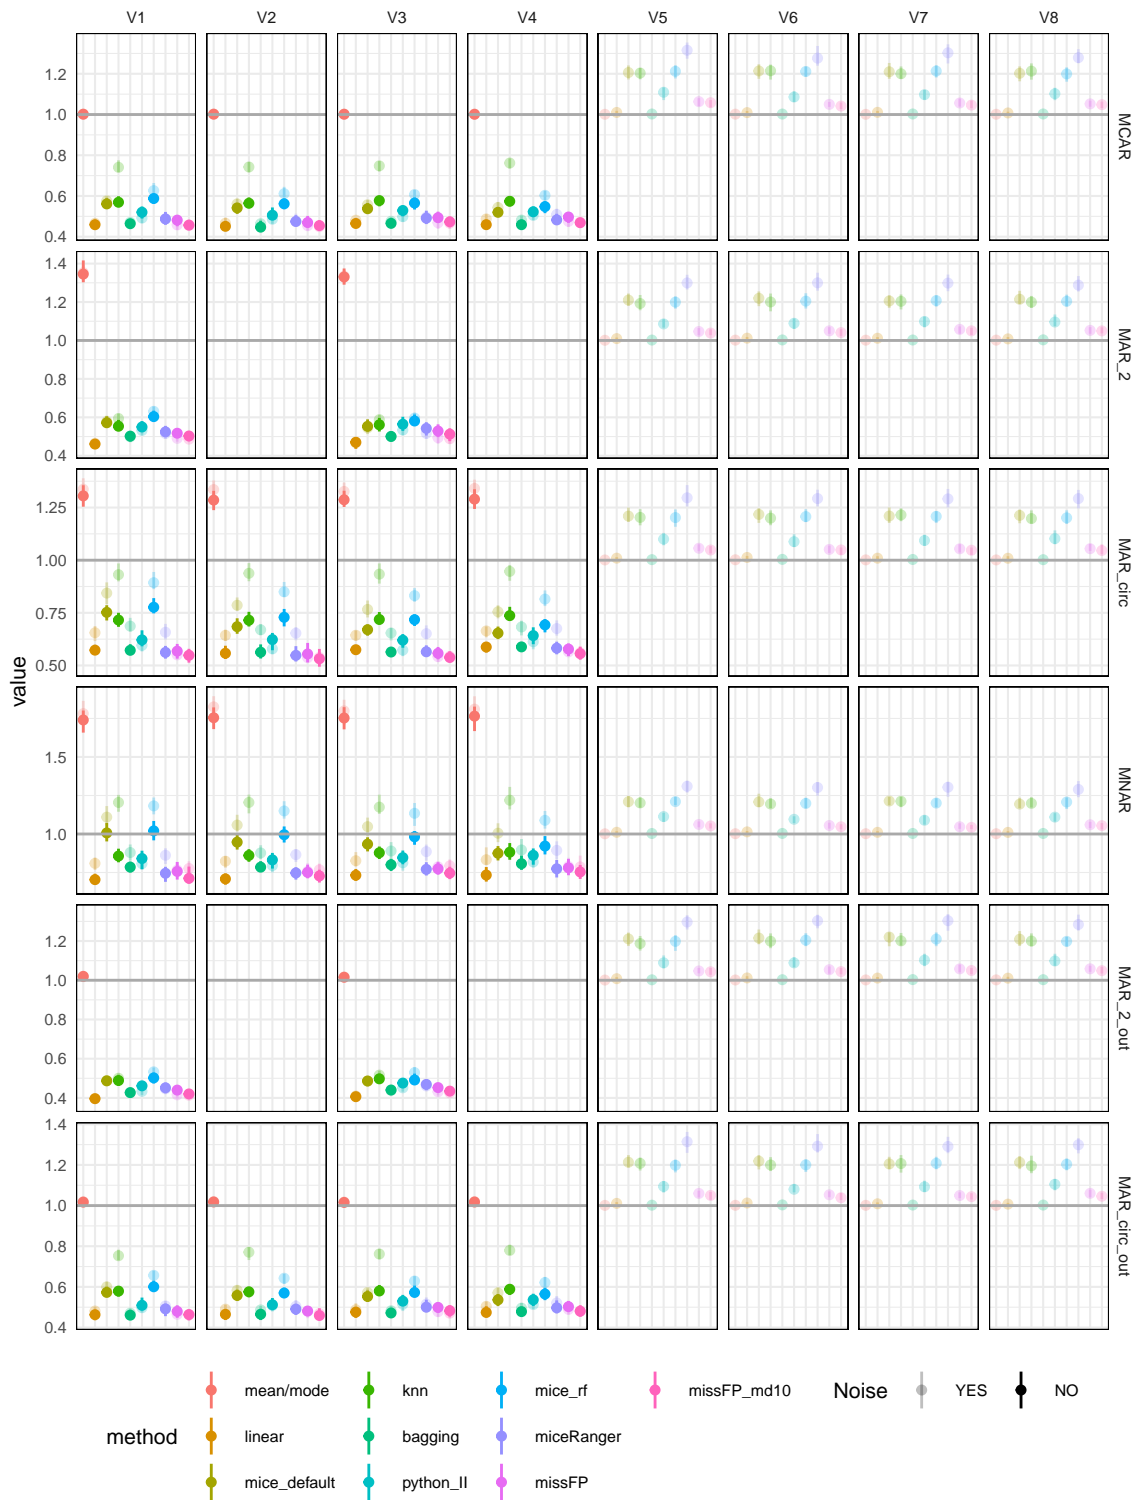 V1 V2 V3 V4 V5 V6 V7 V8
1.2
1.0
0.8
0.6
0.4
MCAR
1.4
1.2
1.0
0.8
0.6
0.4
MAR_2
1.25
1.00
0.75
0.50
MAR_circ
value
1.5
1.0
MNAR
1.2
1.0
0.8
0.6
0.4
MAR_2_out
1.4
1.2
1.0
0.8
0.6
0.4
MAR_circ_out
method
mean/mode
linear
mice_default
knn
bagging
python_II
mice_rf
miceRanger
missFP
missFP_md10
Noise
YES
NO